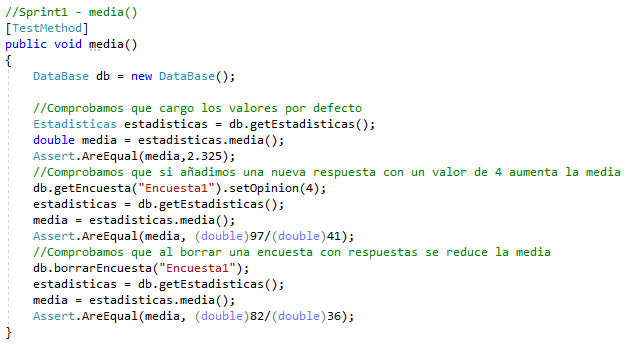 //Sprint1 - media()
[TestMethod]
public void media()
{
DataBase db = new DataBase();
//Comprobamos que cargo los valores por defecto
Estadisticas estadisticas = db.getEstadisticas();
double media = estadisticas.media();
Assert.AreEqual(media,2.325);
//Comprobamos que si añadimos una nueva respuesta con un valor de 4 aumenta la media
db.getEncuesta("Encuesta1").setOpinion(4);
estadisticas = db.getEstadisticas();
media = estadisticas.media();
Assert.AreEqual(media, (double)97/(double)41);
//Comprobamos que al borrar una encuesta con respuestas se reduce la media
db.borrarEncuesta("Encuesta1");
estadisticas = db.getEstadisticas();
media = estadisticas.media();
Assert.AreEqual(media, (double)82/(double)36);
}